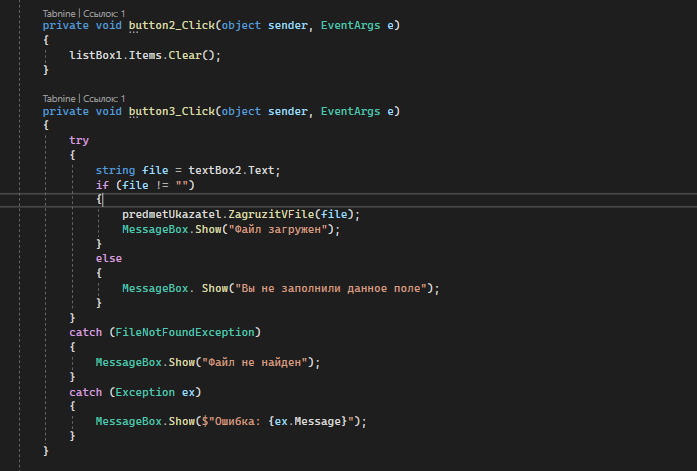 Tabnine | Ссылок: 1
private void button2_Click(object sender, EventArgs e)
{
listBox1.Items.Clear();
}
Tabnine | Ссылок: 1
private void button3_Click(object sender, EventArgs e)
{
try
{
string file = textBox2.Text;
if (file != "")
{
predmetUkazatel.ZagruzitVFile(file);
MessageBox.Show("Файл загружен");
}
else
{
MessageBox. Show("Вы не заполнили данное поле");
}
}
catch (FileNotFoundException)
{
MessageBox.Show("Файл не найден");
}
catch (Exception ex)
{
MessageBox.Show($"Ошибка: {ex.Message}");
}
}